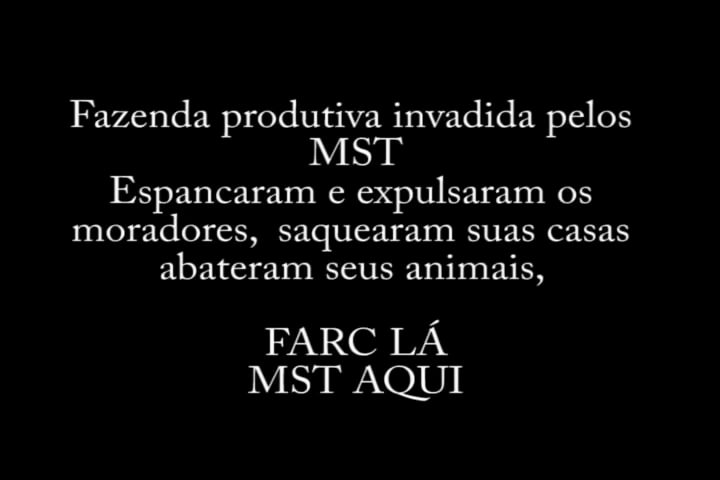 Fazenda produtiva invadida pelos
MST
Espancaram e expulsaram os
moradores,  saquearam suas casas
abateram seus animais,
FARC LÁ
MST AQUI